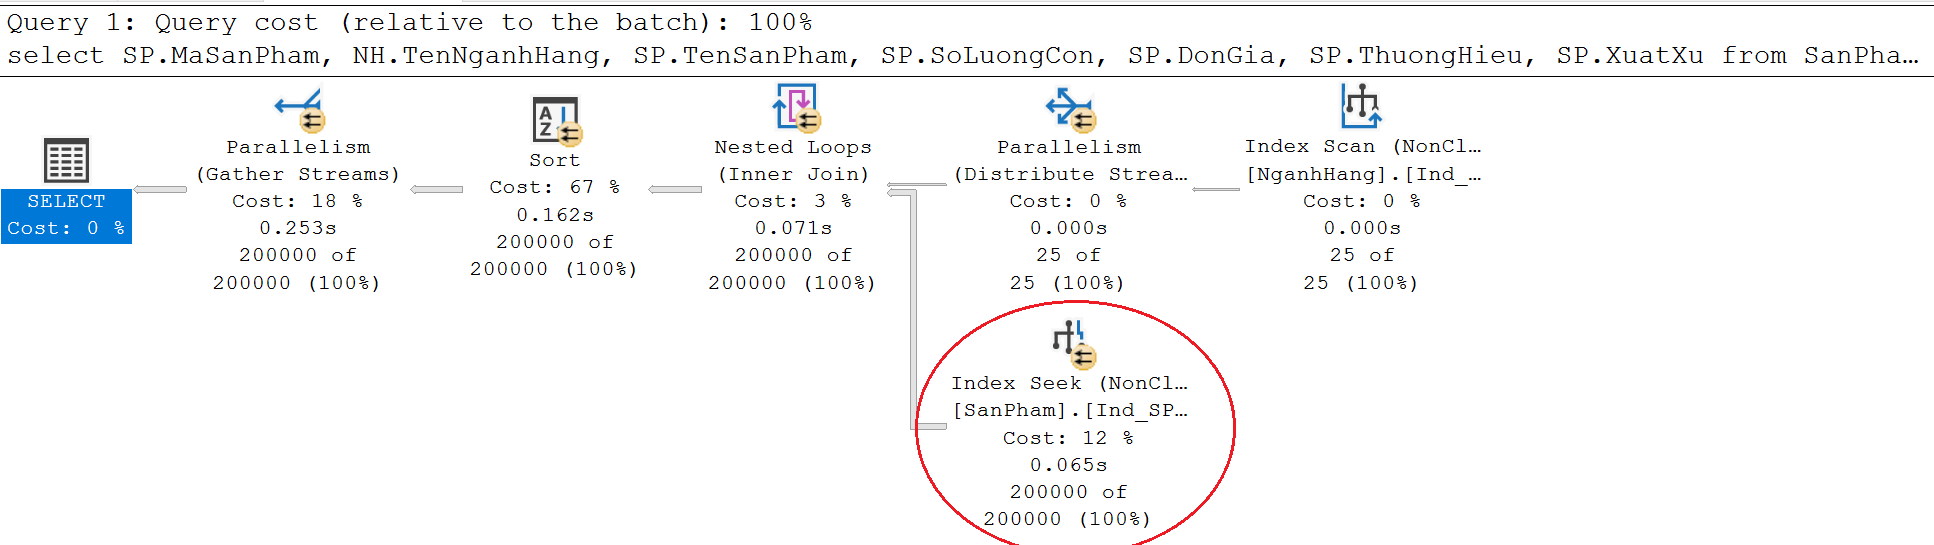 Query 1: Query cost (relative to the batch): 100%
select SP.MaSanPham, NH.TenNganhHang, SP.TenSanPham, SP.SoLuongCon, SP.DonGia, SP.ThuongHieu, SP.XuatXu from SanPha…
SELECT
Cost: 0 %
Parallelism
(Gather Streams)
Cost: 18 %
0.253s
200000 of
200000 (100%)
A
Z
Sort
Cost: 67 %
0.162s
200000 of
200000 (100%)
Nested Loops
(Inner Join)
Cost: 3 %
0.071s
200000 of
200000 (100%)
Parallelism
(Distribute Strea…
Cost: 0 %
0.000s
25 of
25 (100%)
Index Scan (NonCl…
[NganhHang].[Ind_…
Cost: 0 %
0.000s
25 of
25 (100%)
Index Seek (NonCl…
[SanPham].[Ind_SP…
Cost: 12 %
0.065s
200000 of
200000 (100%)